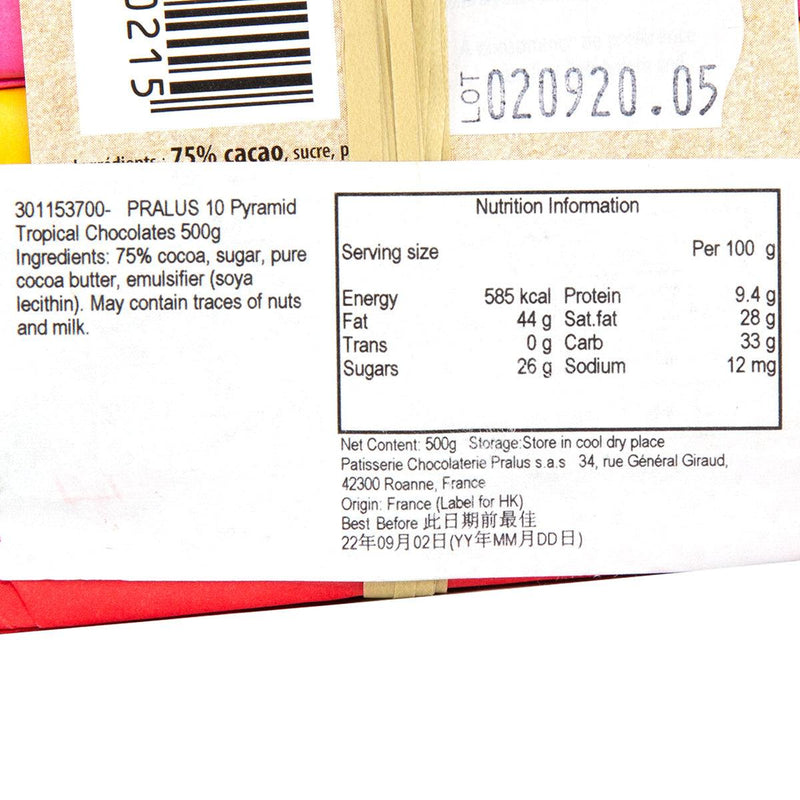 0215
LOT 020920.05
75% cacao, sucre, p
301153700- PRALUS 10 Pyramid
Tropical Chocolates 500g
Ingredients: 75% cocoa, sugar, pure
cocoa butter, emulsifier (soya
lecithin). May contain traces of nuts
and milk.
Nutrition Information
Serving size Per 100 g
Energy 585 kcal Protein 9.4 g
Fat 44 g Sat.fat 28 g
Trans 0 g Carb 33 g
Sugars 26 g Sodium 12 mg
Net Content: 500g Storage:Store in cool dry place
Patisserie Chocolaterie Pralus s.a.s 34, rue Général Giraud,
42300 Roanne, France
Origin: France (Label for HK)
Best Before 此日期前最佳
22年09月02日(YY年MM月DD日)